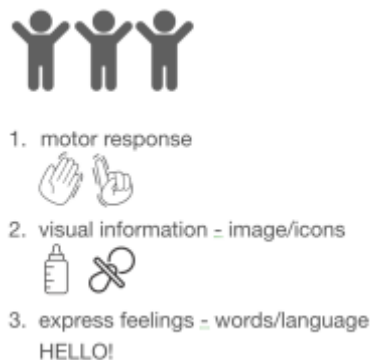 1. motor response
2. visual information - image/icons
3. express feelings - words/language
HELLO!